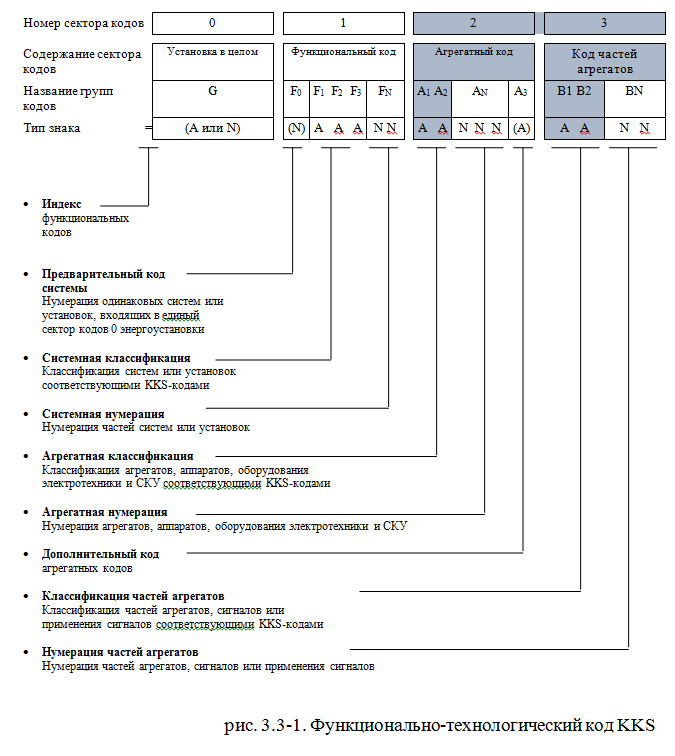 Номер сектора кодов 0 1 2 3
Содержание сектора кодов Установка в целом Функциональный код Агрегатный код Код частей агрегатов
Название групп кодов G F0 F1 F2 F3 FN A1 A2 AN A3 B1 B2 BN
Тип знака = (A или N) (N) A A A N N A A N N N (A) A A N N
• Индекс
функциональных
кодов
• Предварительный код
системы
Нумерация одинаковых систем или
установок, входящих в единый
сектор кодов 0 энергоустановки
• Системная классификация
Классификация систем или установок
соответствующими KKS-кодами
• Системная нумерация
Нумерация частей систем или установок
• Агрегатная классификация
Классификация агрегатов, аппаратов, оборудования
электротехники и СКУ соответствующими KKS-кодами
• Агрегатная нумерация
Нумерация агрегатов, аппаратов, оборудования электротехники и СКУ
• Дополнительный код
агрегатных кодов
• Классификация частей агрегатов
Классификация частей агрегатов, сигналов или
применения сигналов соответствующими KKS-кодами
• Нумерация частей агрегатов
Нумерация частей агрегатов, сигналов или применения сигналов
рис. 3.3-1. Функционально-технологический код KKS